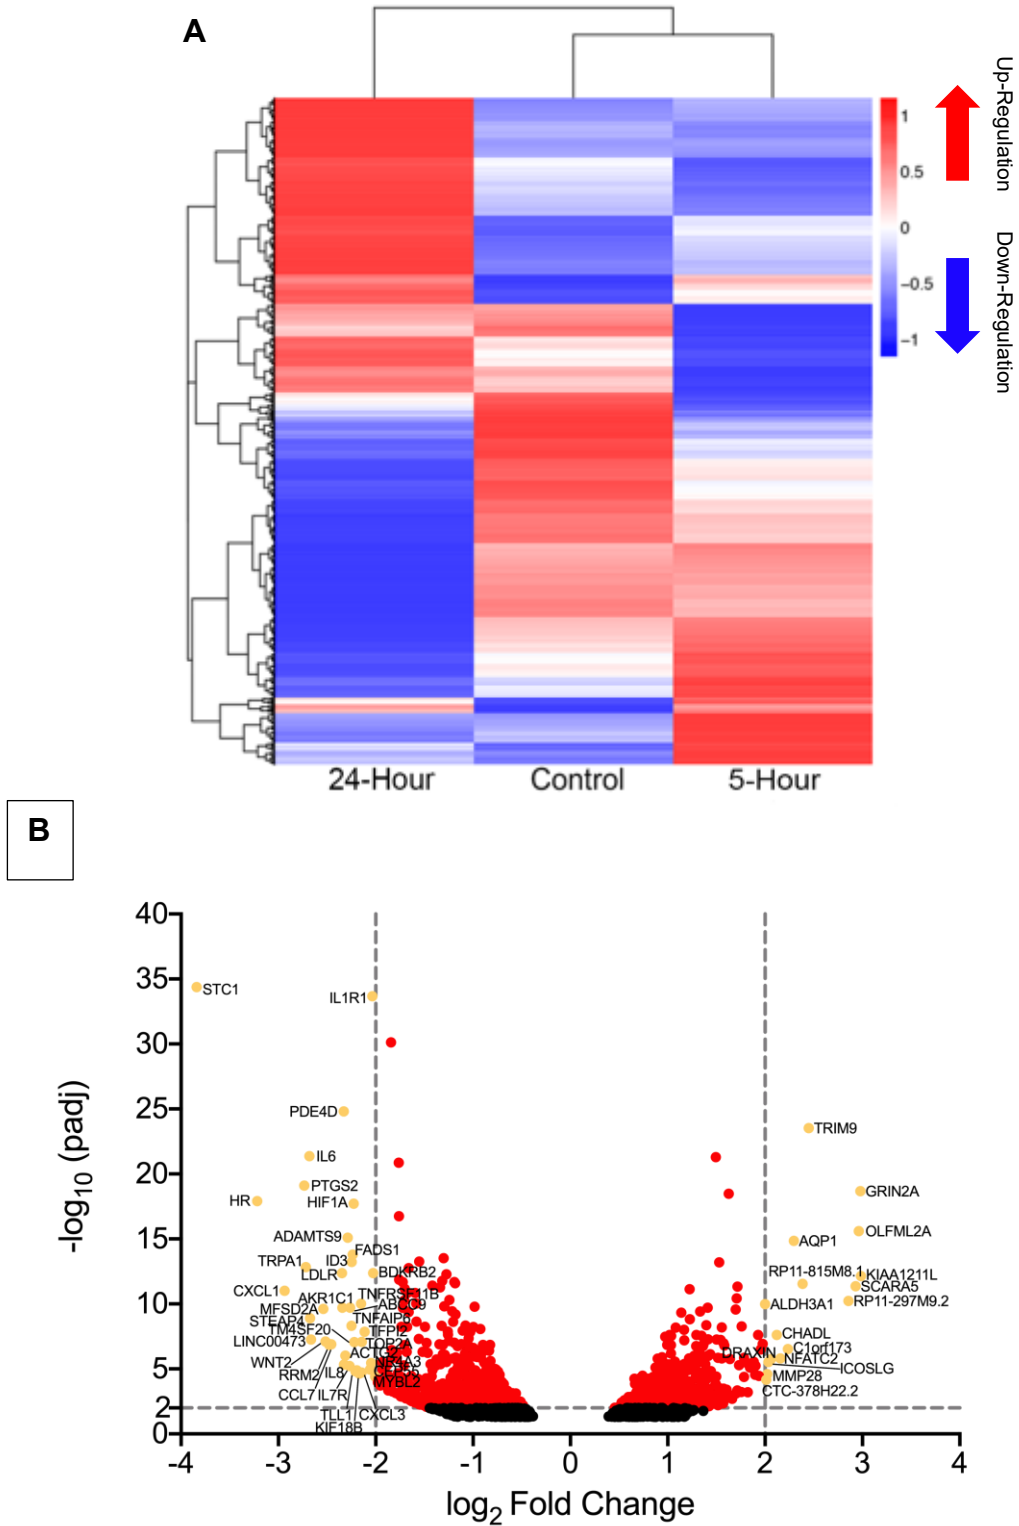 A
Up-Regulation
1
0.5
0
-0.5
-1
Down-Regulation
24-Hour Control 5-Hour
B
40
35
30
25
20
15
10
5
2
0
-log10 (padj)
STC1
IL1R1
PDE4D
TRIM9
IL6
PTGS2
GRIN2A
HR
HIF1A
OLFML2A
ADAMTS9
AQP1
FADS1
TRPA1
ID3
LDLR
BDKRB2
RP11-815M8.1
KIAA1211L
SCARA5
CXCL1
AKR1C1
TNFRSF11B
RP11-297M9.2
MFSD2A
ABCC9
ALDH3A1
STEAP4
TNFAIP6
TM4SF20
TFPI2
CHADL
LINC00473
TOP2A
C1orf173
ACTG2
DRAXIN
NFATC2
WNT2
NR4A3
ICOSLG
RRM2
IL8
CEP55
MMP28
MYBL2
CCL7
IL7R
CTC-378H22.2
TLL1
CXCL3
KIF18B
-4 -3 -2 -1 0 1 2 3 4
log2 Fold Change